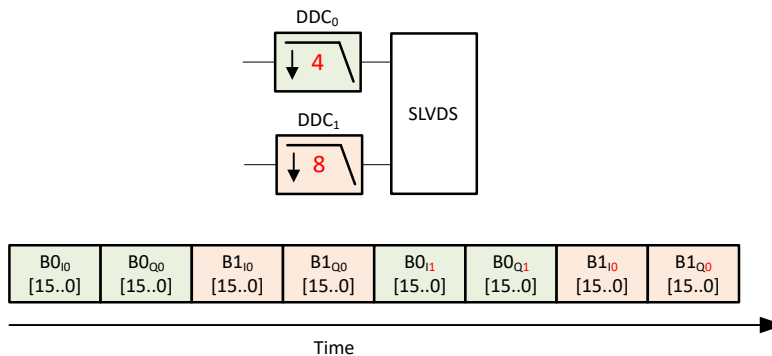 DDC₀
4
SLVDS
DDC₁
8
B0I0 B0Q0 B1I0 B1Q0 B0I1 B0Q1 B1I0 B1Q0
[15..0] [15..0] [15..0] [15..0] [15..0] [15..0] [15..0] [15..0]
Time